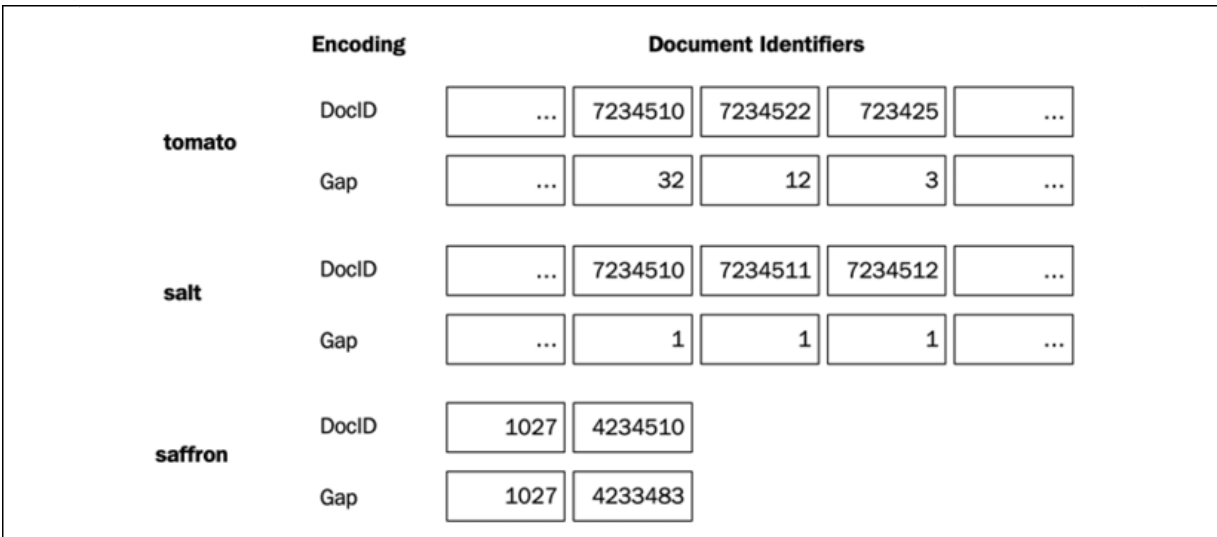 Encoding Document Identifiers
DocID ... 7234510 7234522 723425 ...
tomato
Gap ... 32 12 3 ...
DocID ... 7234510 7234511 7234512 ...
salt
Gap ... 1 1 1 ...
DocID 1027 4234510
saffron
Gap 1027 4233483